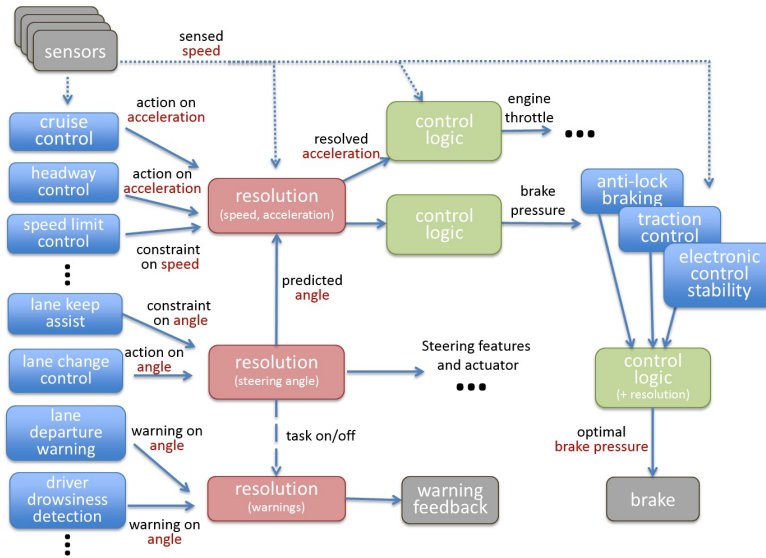 sensors
sensed
speed
cruise
control
action on
acceleration
headway
control
action on
acceleration
speed limit
control
constraint
on speed
resolution
(speed, acceleration)
resolved
acceleration
control
logic
engine
throttle
control
logic
brake
pressure
anti-lock
braking
traction
control
electronic
control
stability
predicted
angle
lane keep
assist
constraint
on angle
lane change
control
action on
angle
resolution
(steering angle)
Steering features
and actuator
control
logic
(+ resolution)
lane
departure
warning
warning on
angle
task on/off
optimal
brake pressure
driver
drowsiness
detection
warning on
angle
resolution
(warnings)
warning
feedback
brake